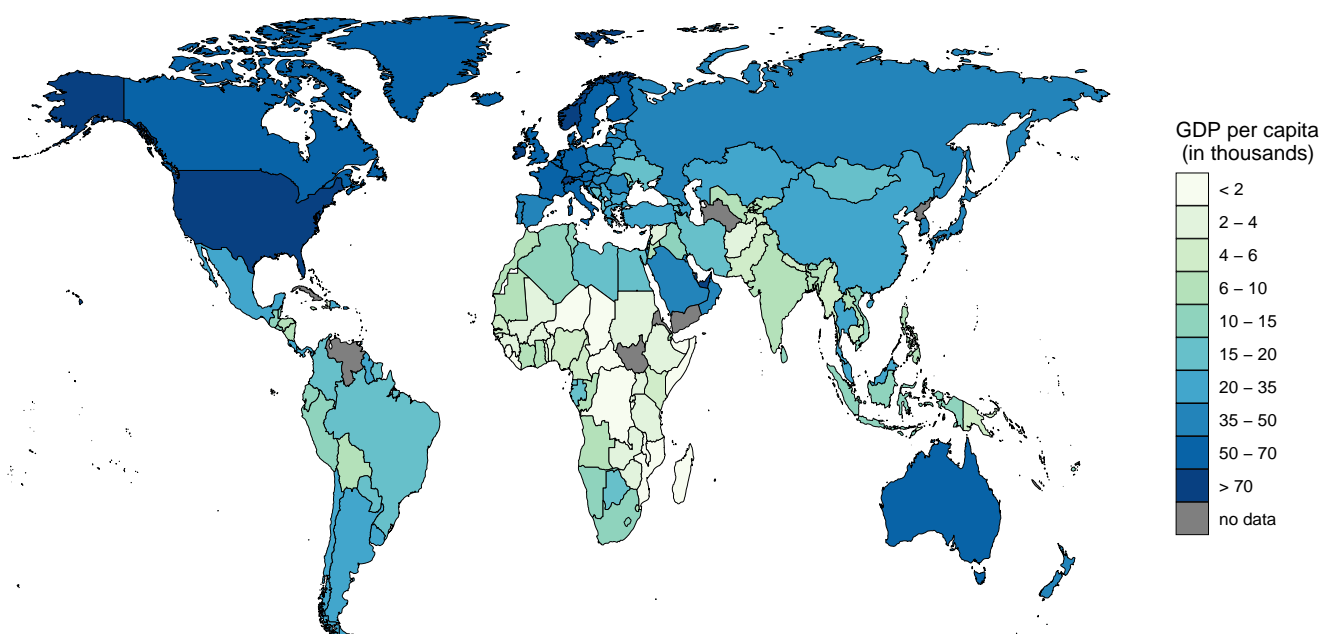 GDP per capita
(in thousands)
< 2
2 – 4
4 – 6
6 – 10
10 – 15
15 – 20
20 – 35
35 – 50
50 – 70
> 70
no data